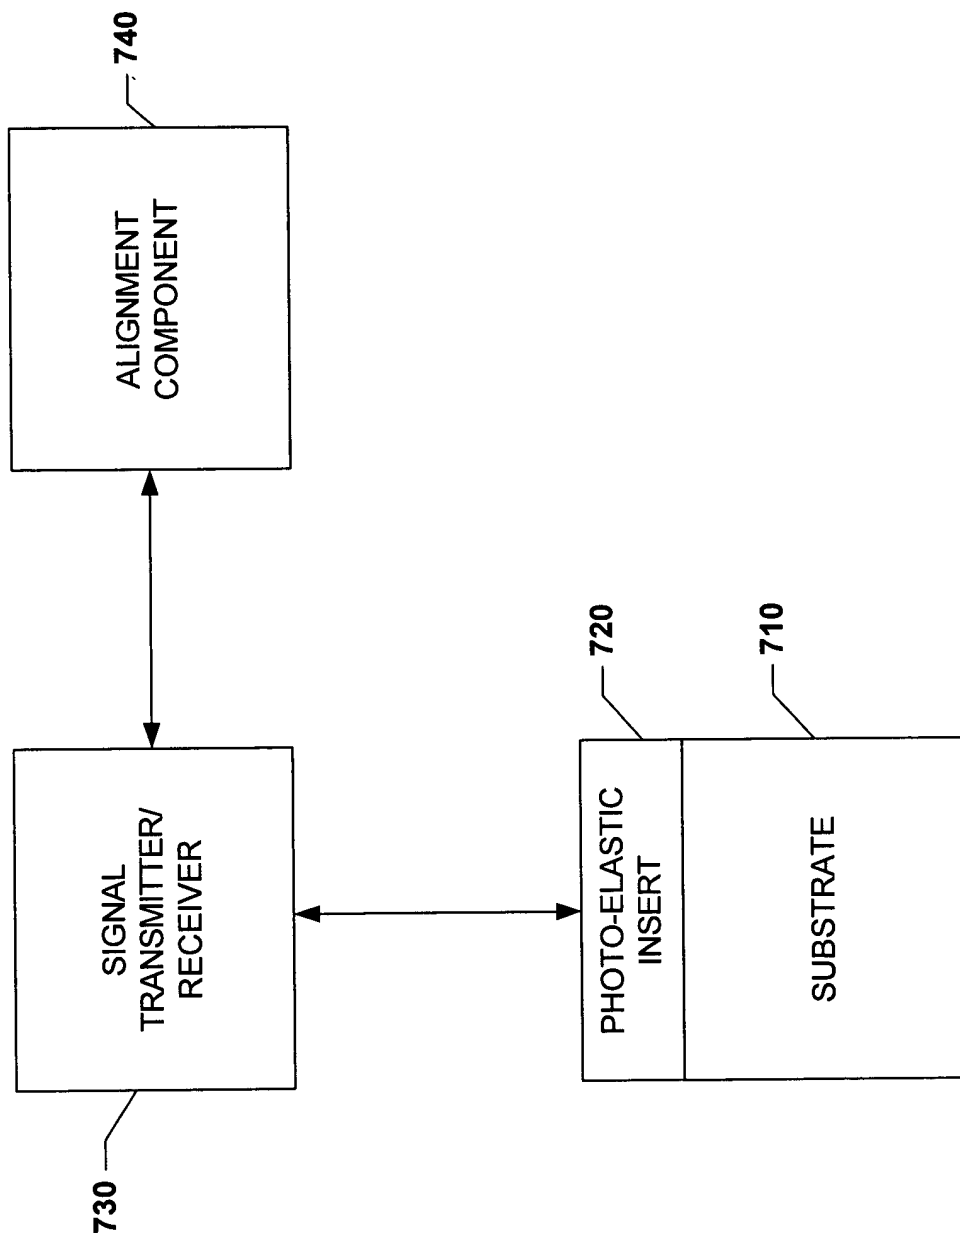 730
740
SIGNAL
TRANSMITTER/
RECEIVER
ALIGNMENT
COMPONENT
PHOTO-ELASTIC
INSERT
720
SUBSTRATE
710